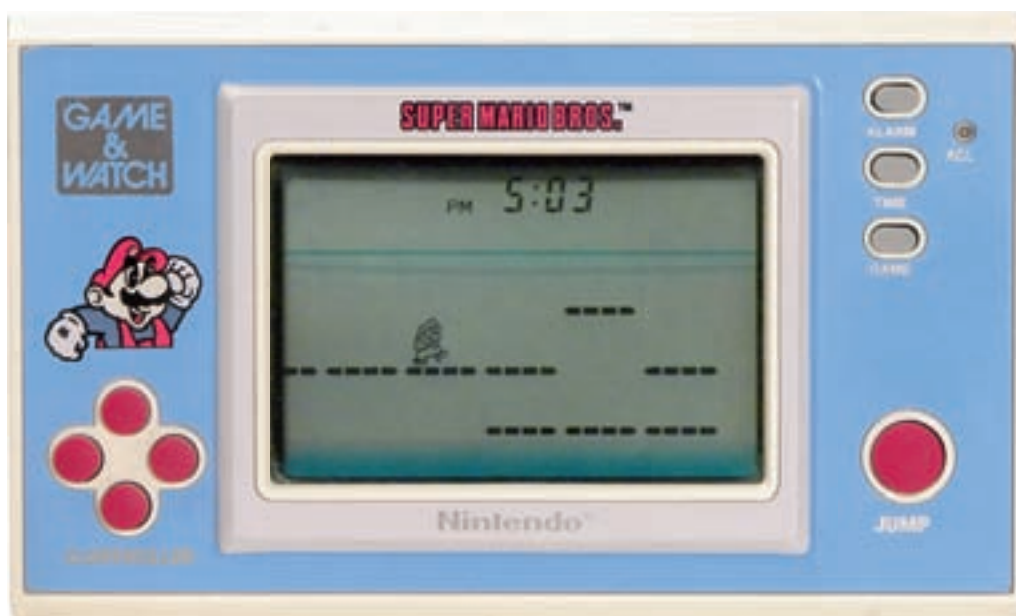 GAME
&
WATCH
SUPER MARIO BROS.™
PM 5:03
ALARM
ACL
TIME
GAME
JUMP
Nintendo®